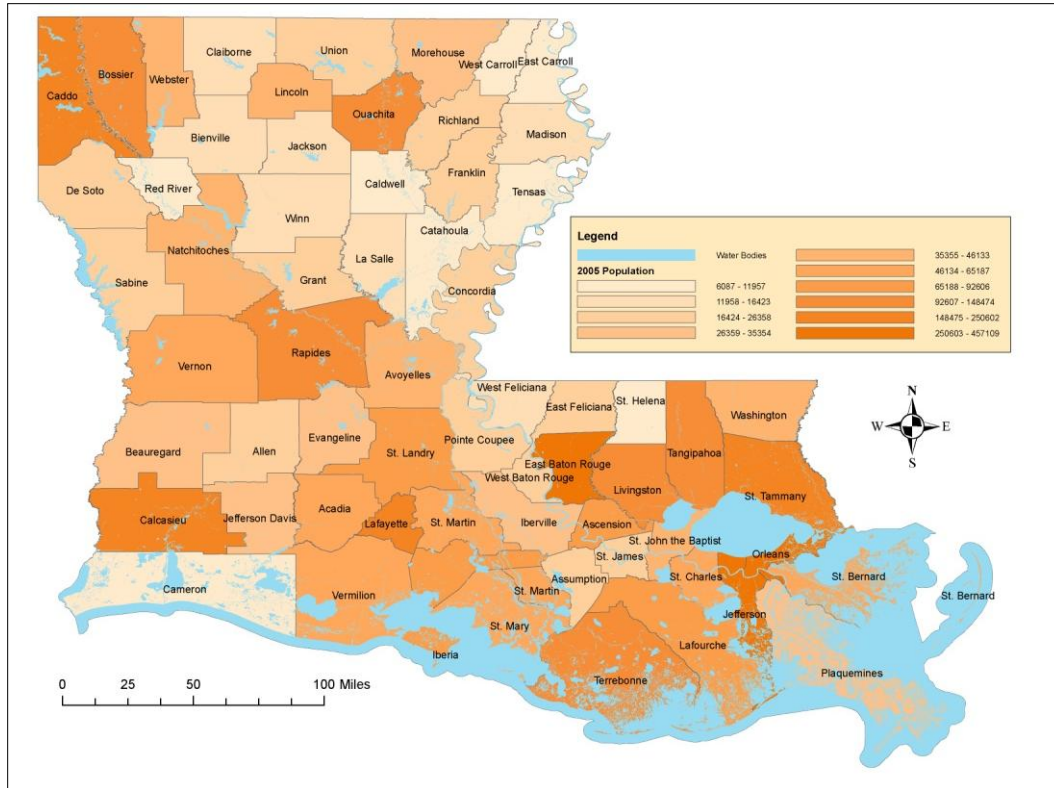 Claiborne
Union
Morehouse
West Carroll
East Carroll
Bossier
Webster
Caddo
Lincoln
Ouachita
Richland
Madison
Bienville
Jackson
Franklin
Caldwell
De Soto
Red River
Tensas
Winn
Catahoula
Natchitoches
La Salle
Sabine
Grant
Concordia
Legend
Water Bodies
2005 Population
6087 - 11957
11958 - 16423
16424 - 26358
26359 - 35354
35355 - 46133
46134 - 65187
65188 - 92606
92607 - 148474
148475 - 250602
250603 - 457109
Rapides
Vernon
Avoyelles
West Feliciana
East Feliciana
St. Helena
Washington
N
W
E
S
Beauregard
Allen
Evangeline
Pointe Coupee
St. Landry
East Baton Rouge
West Baton Rouge
Tangipahoa
Livingston
St. Tammany
Calcasieu
Jefferson Davis
Acadia
Lafayette
St. Martin
Iberville
Ascension
St. John the Baptist
St. James
Orleans
Cameron
Vermilion
St. Martin
Assumption
St. Charles
St. Bernard
St. Bernard
Jefferson
St. Mary
Iberia
Lafourche
Terrebonne
Plaquemines
0 25 50 100 Miles